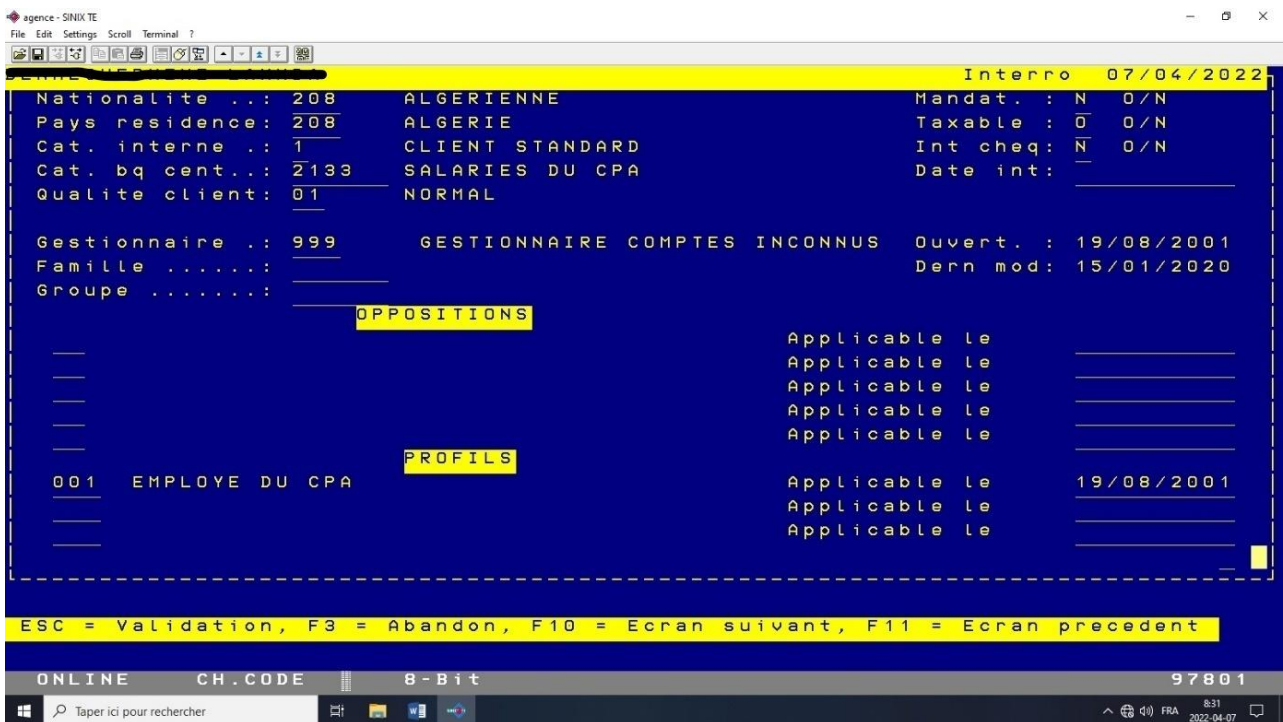 agence - SINIX TE
File Edit Settings Scroll Terminal ?
Interro 07/04/2022
Nationalite ..: 208 ALGERIENNE Mandat. : N O/N
Pays residence: 208 ALGERIE Taxable : O O/N
Cat. interne .: 1 CLIENT STANDARD Int cheq: N O/N
Cat. bq cent..: 2133 SALARIES DU CPA Date int:
Qualite client: 01 NORMAL
Gestionnaire .: 999 GESTIONNAIRE COMPTES INCONNUS Ouvert. : 19/08/2001
Famille ......: Dern mod: 15/01/2020
Groupe .......:
OPPOSITIONS
Applicable le
Applicable le
Applicable le
Applicable le
Applicable le
PROFILS
001 EMPLOYE DU CPA Applicable le 19/08/2001
Applicable le
Applicable le
ESC = Validation, F3 = Abandon, F10 = Ecran suivant, F11 = Ecran precedent
ONLINE CH.CODE 8-Bit 97801
Taper ici pour rechercher FRA 8:31
2022-04-07